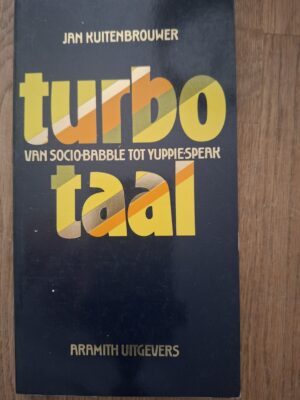 JAN KUITENBROUWER
turbo
VAN SOCIO-BABBLE TOT YUPPIESPEAK
taal
ARAMITH UITGEVERS